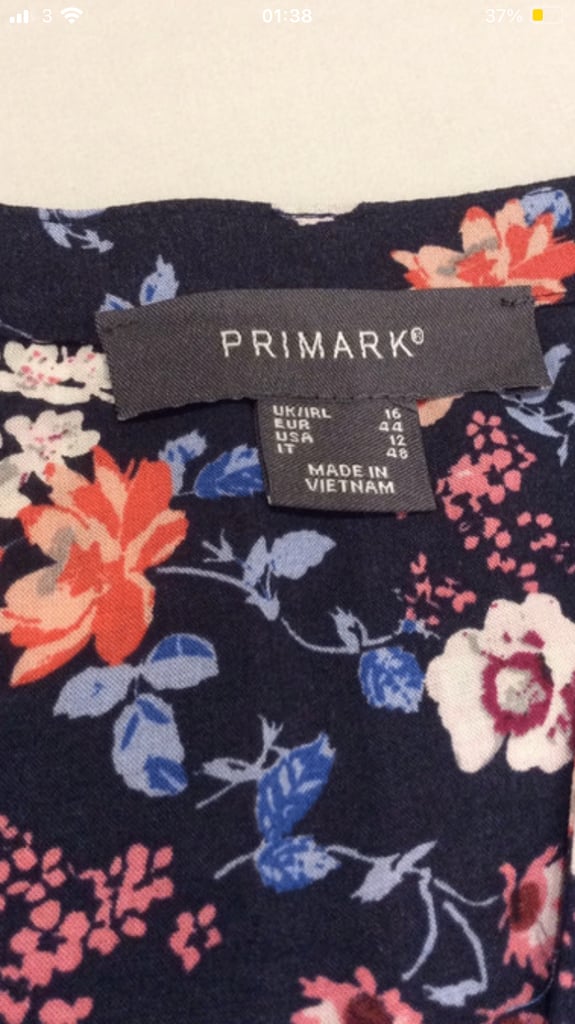 3 01:38 37%
PRIMARK®
UK/IRL 16
EUR 44
USA 12
IT 48
MADE IN
VIETNAM